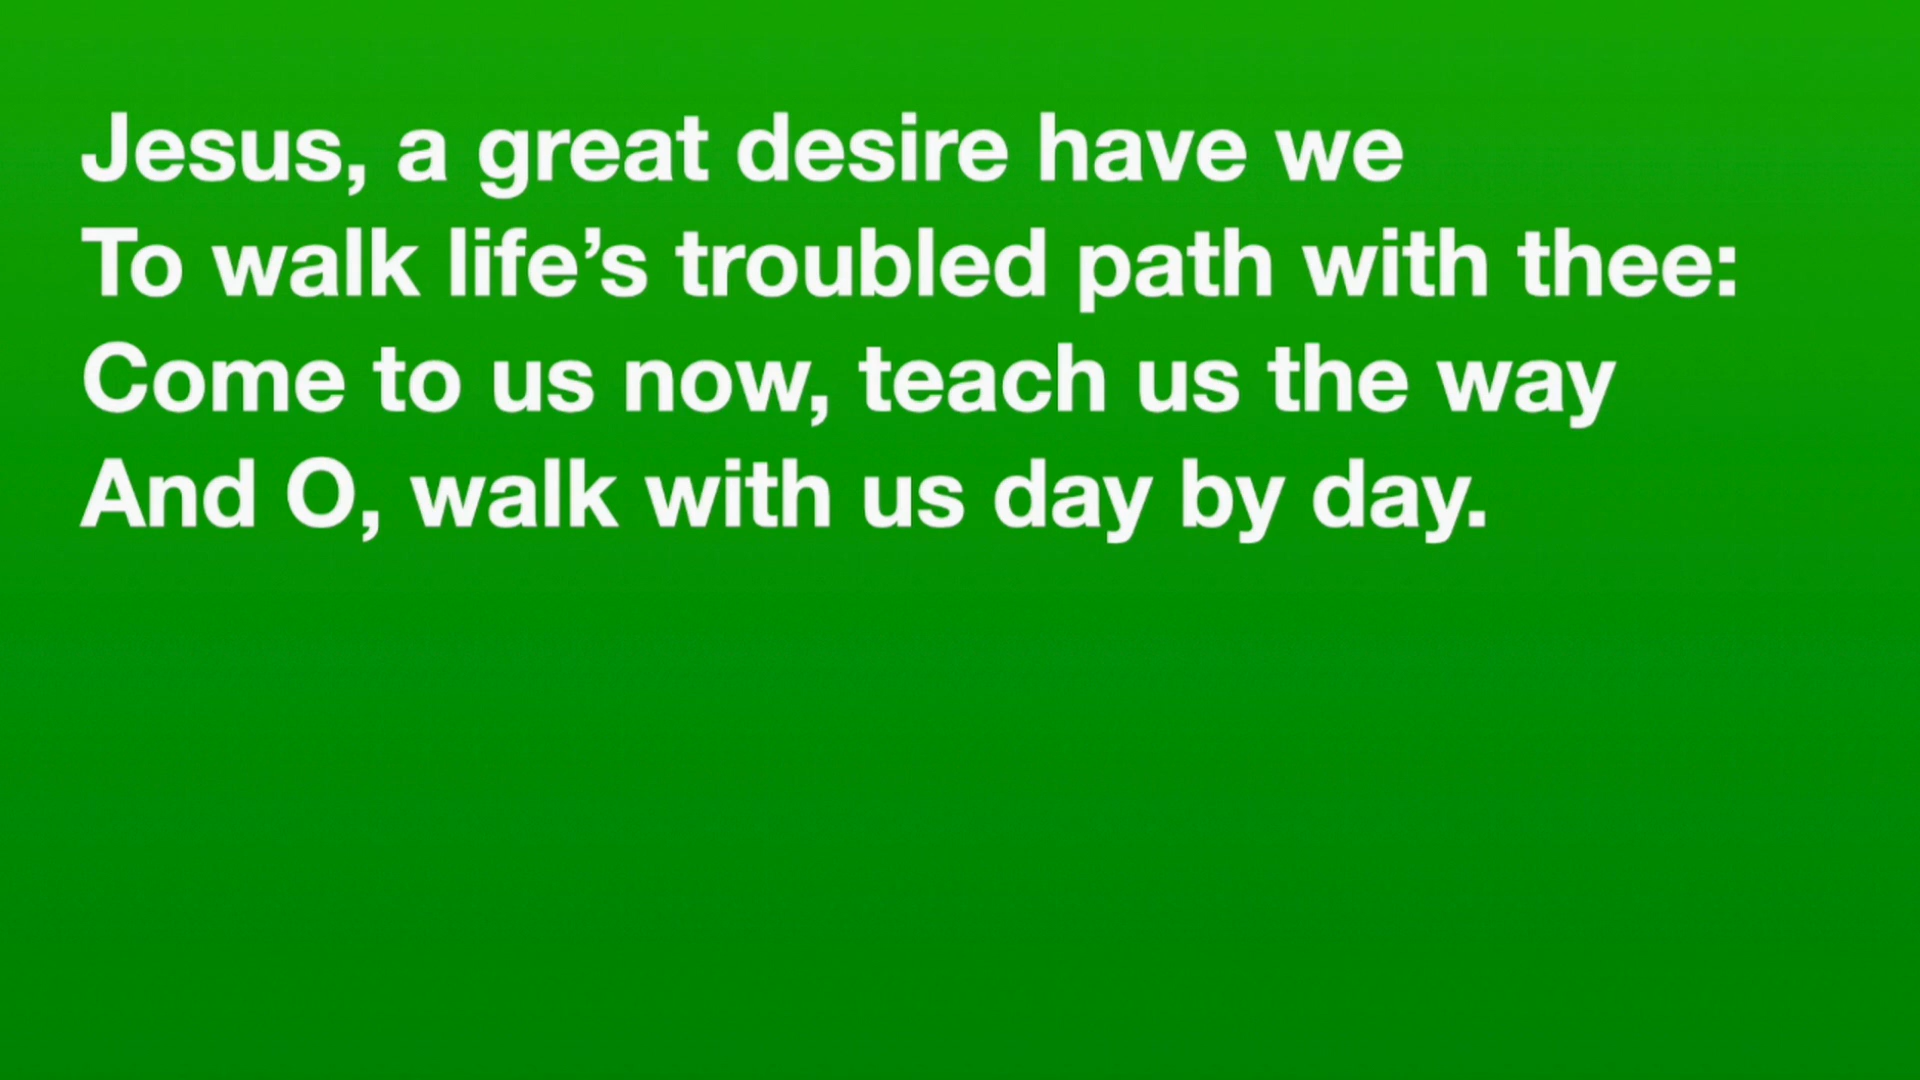 Jesus, a great desire have we
To walk life’s troubled path with thee:
Come to us now, teach us the way
And O, walk with us day by day.